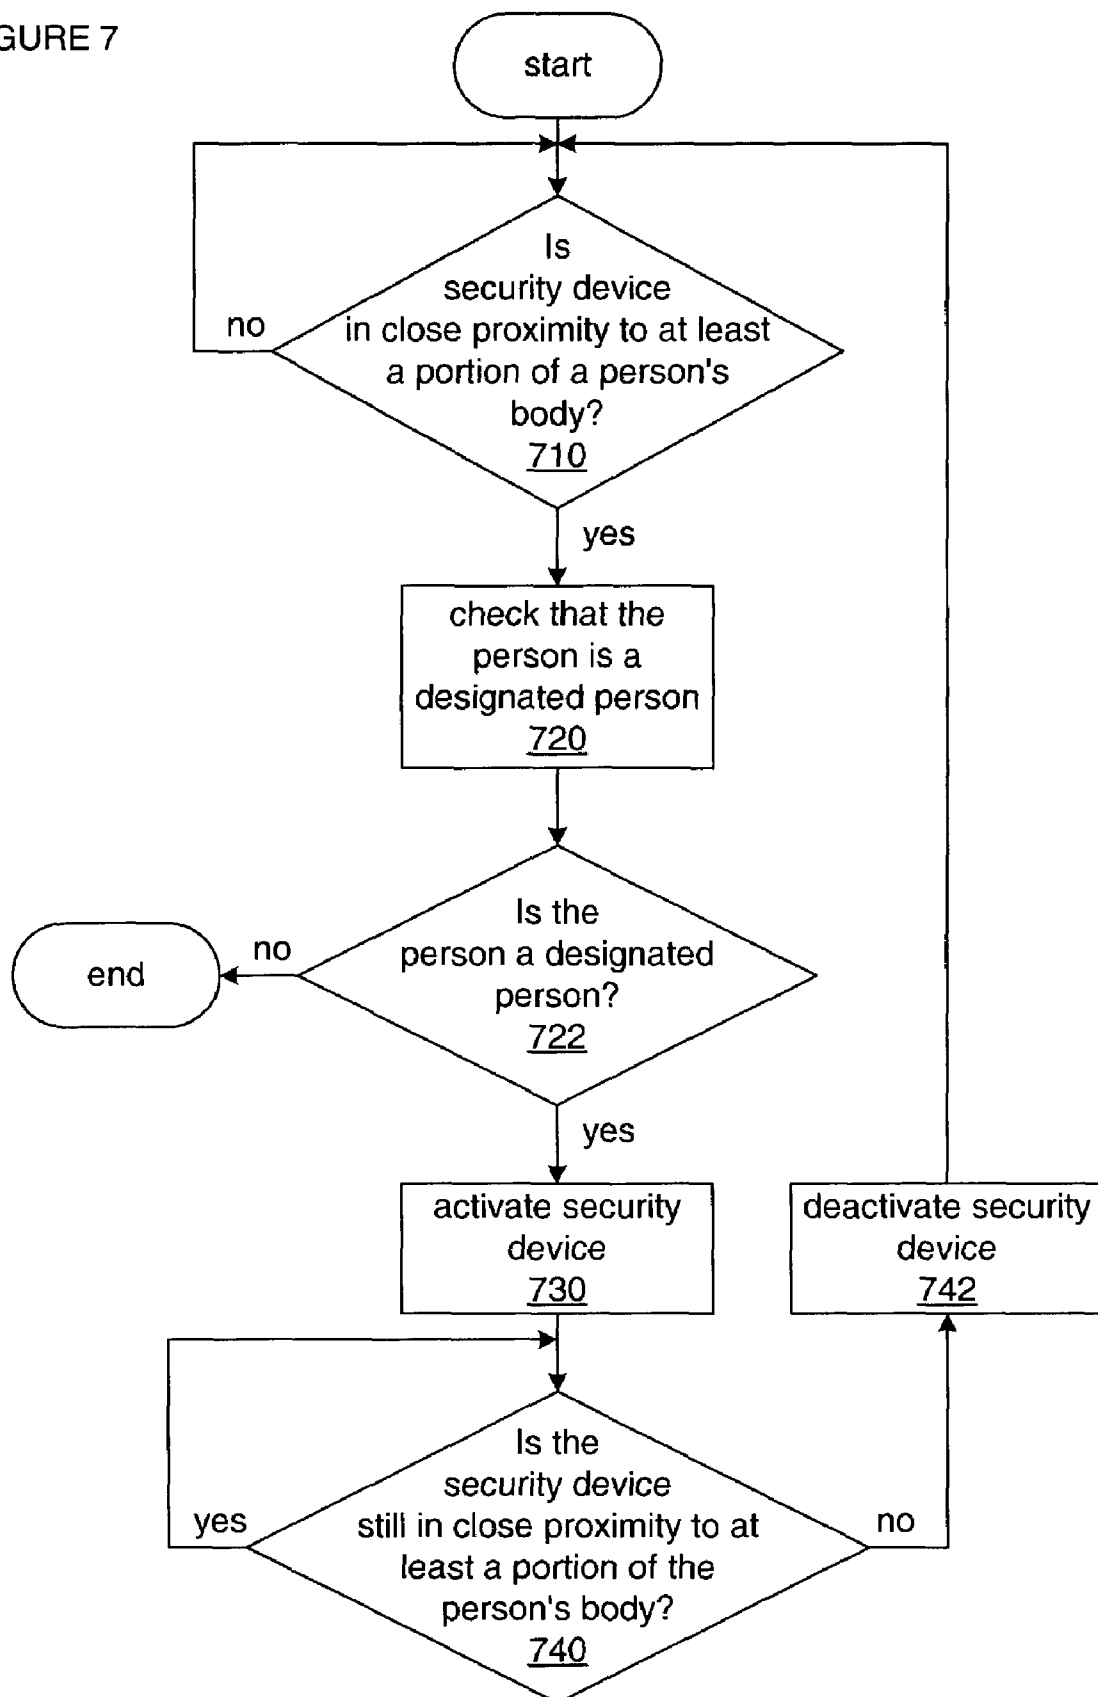 GURE 7
start
Is
security device
in close proximity to at least
a portion of a person's
body?
710
no
yes
check that the
person is a
designated person
720
Is the
person a designated
person?
722
no
end
yes
activate security
device
730
deactivate security
device
742
Is the
security device
still in close proximity to at
least a portion of the
person's body?
740
yes
no